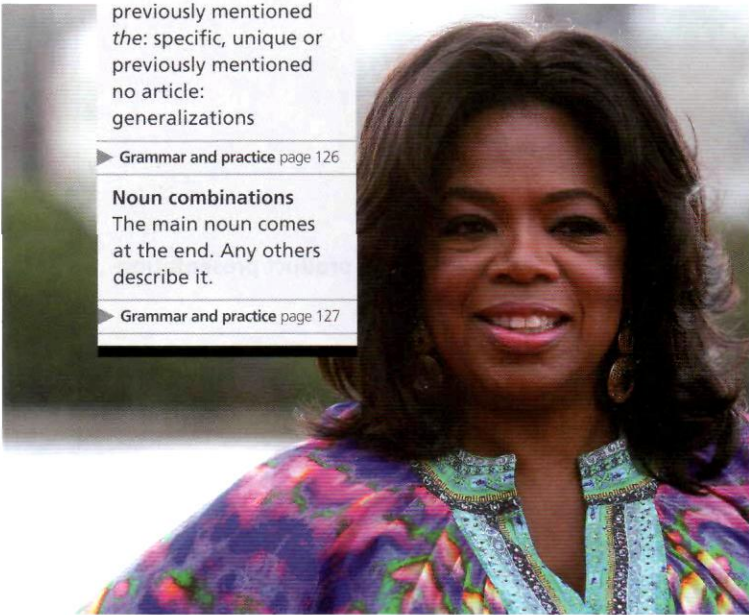 previously mentioned
the: specific, unique or
previously mentioned
no article:
generalizations
Grammar and practice page 126
Noun combinations
The main noun comes
at the end. Any others
describe it.
Grammar and practice page 127